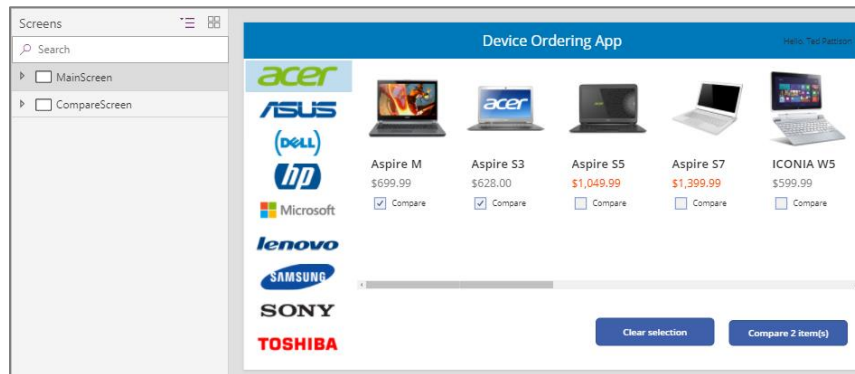 Screens
Search
MainScreen
CompareScreen
Device Ordering App
Hello, Ted Pattison
acer
ASUS
DELL
hp
Microsoft
lenovo
SAMSUNG
SONY
TOSHIBA
acer
Aspire M
$699.99
Compare
Aspire S3
$628.00
Compare
Aspire S5
$1,049.99
Compare
Aspire S7
$1,399.99
Compare
ICONIA W5
$599.99
Compare
Clear selection
Compare 2 item(s)